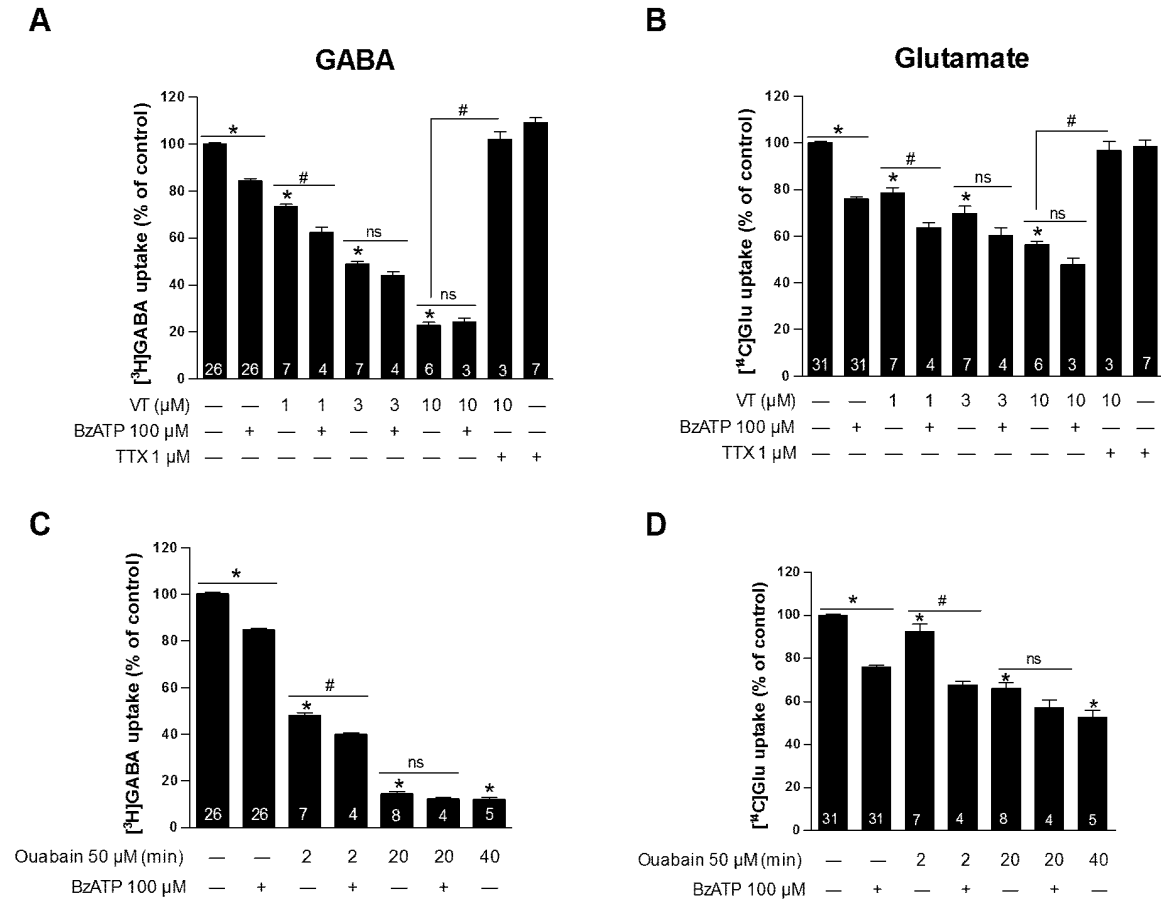 A
GABA
[³H]GABA uptake (% of control)
120
100
80
60
40
20
0
*
#
*
ns
*
ns
*
#
26 26 7 4 7 4 6 3 3 7
VT (µM) — — 1 1 3 3 10 10 10 —
BzATP 100 µM — + — + — + — + — —
TTX 1 µM — — — — — — — — + +
B
Glutamate
[¹⁴C]Glu uptake (% of control)
120
100
80
60
40
20
0
*
#
*
ns
*
ns
*
#
31 31 7 4 7 4 6 3 3 7
VT (µM) — — 1 1 3 3 10 10 10 —
BzATP 100 µM — + — + — + — + — —
TTX 1 µM — — — — — — — — + +
C
[³H]GABA uptake (% of control)
120
100
80
60
40
20
0
*
#
*
ns
*
*
26 26 7 4 8 4 5
Ouabain 50 µM (min) — — 2 2 20 20 40
BzATP 100 µM — + — + — + —
D
[¹⁴C]Glu uptake (% of control)
120
100
80
60
40
20
0
*
#
*
ns
*
*
31 31 7 4 8 4 5
Ouabain 50 µM (min) — — 2 2 20 20 40
BzATP 100 µM — + — + — + —